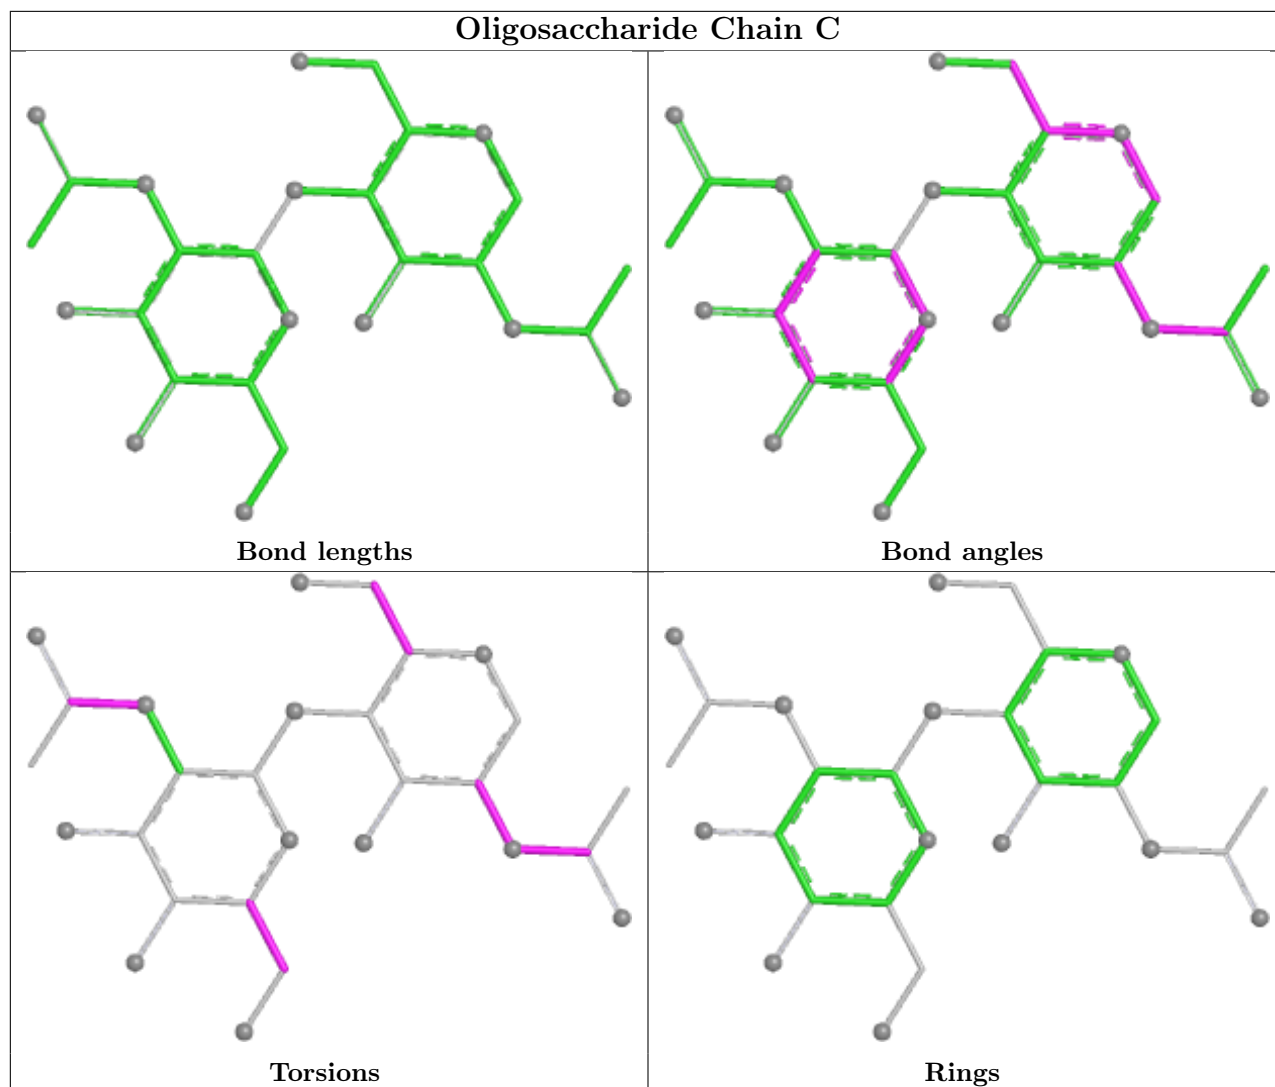 Oligosaccharide Chain C
Bond lengths
Bond angles
Torsions
Rings